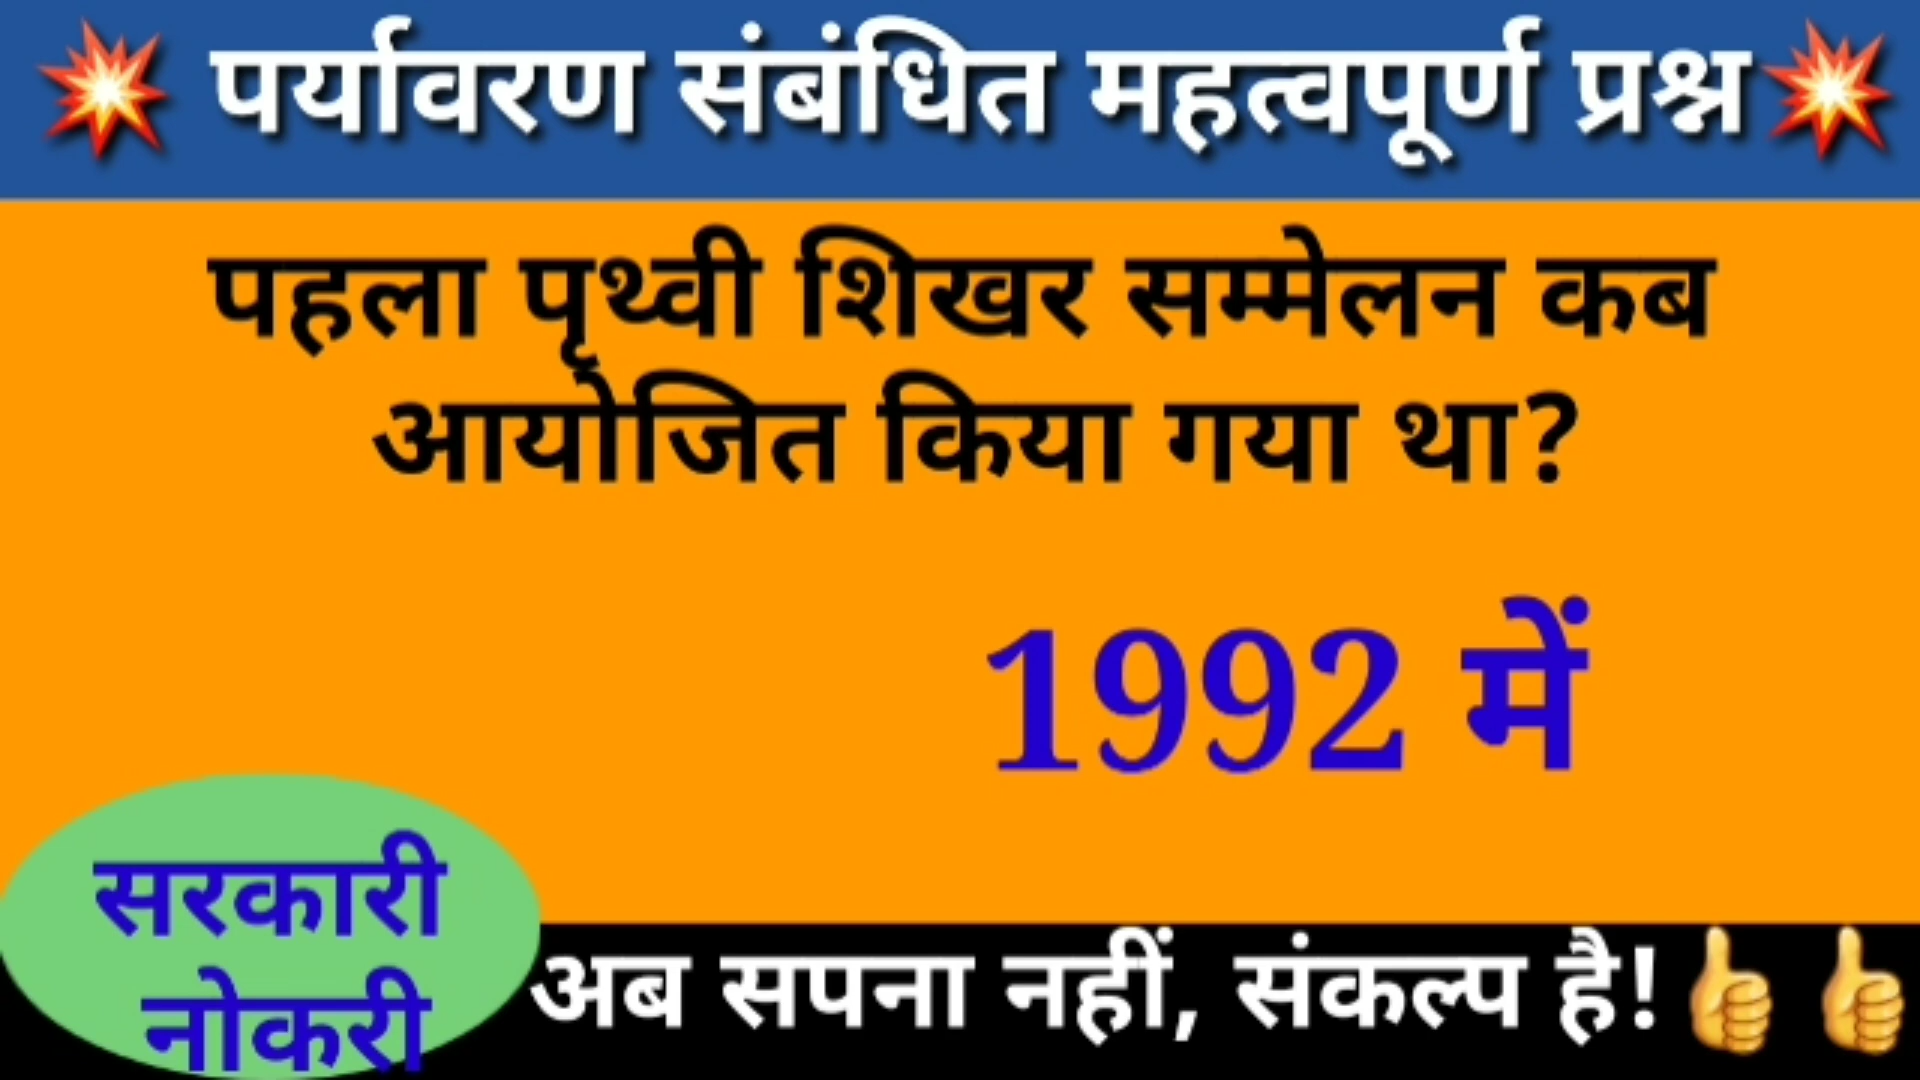 💥 पर्यावरण संबंधित महत्वपूर्ण प्रश्न💥
पहला पृथ्वी शिखर सम्मेलन कब
आयोजित किया गया था?
1992 में
सरकारी
नोकरी
अब सपना नहीं, संकल्प है!👍 👍